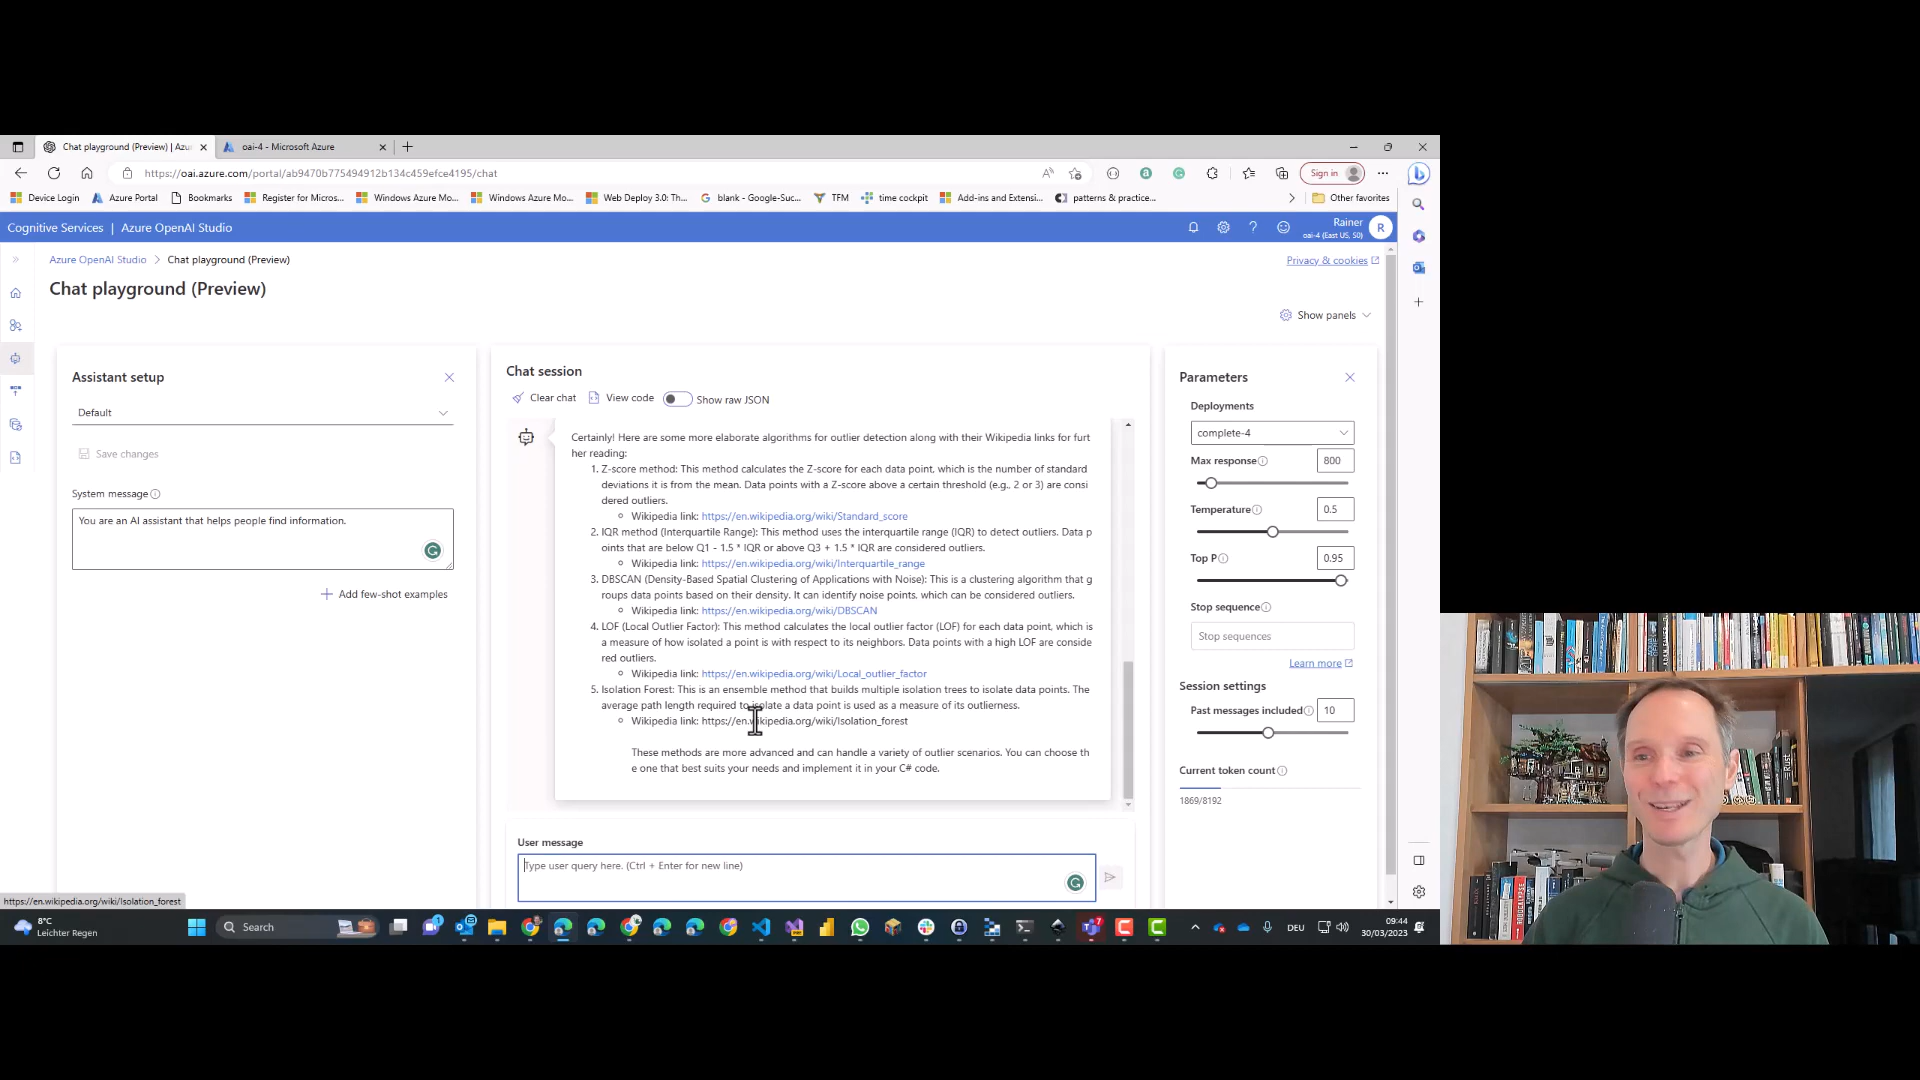 Chat playground (Preview) | Azu
oai-4 - Microsoft Azure
https://oai.azure.com/portal/ab9470b775494912b134c459efce4195/chat
Sign in
Device Login
Azure Portal
Bookmarks
Register for Micros...
Windows Azure Mo...
Windows Azure Mo...
Web Deploy 3.0: Th...
blank - Google-Suc...
TFM
time cockpit
Add-ins and Extensi...
patterns & practice...
Other favorites
Cognitive Services | Azure OpenAI Studio
Rainer
oai-4 (East US, S0)
R
Azure OpenAI Studio > Chat playground (Preview)
Privacy & cookies
Chat playground (Preview)
Show panels
Assistant setup
Default
Save changes
System message
You are an AI assistant that helps people find information.
Add few-shot examples
Chat session
Clear chat
View code
Show raw JSON
Certainly! Here are some more elaborate algorithms for outlier detection along with their Wikipedia links for furt
her reading:
1. Z-score method: This method calculates the Z-score for each data point, which is the number of standard
deviations it is from the mean. Data points with a Z-score above a certain threshold (e.g., 2 or 3) are consi
dered outliers.
Wikipedia link: https://en.wikipedia.org/wiki/Standard_score
2. IQR method (Interquartile Range): This method uses the interquartile range (IQR) to detect outliers. Data p
oints that are below Q1 - 1.5 * IQR or above Q3 + 1.5 * IQR are considered outliers.
Wikipedia link: https://en.wikipedia.org/wiki/Interquartile_range
3. DBSCAN (Density-Based Spatial Clustering of Applications with Noise): This is a clustering algorithm that g
roups data points based on their density. It can identify noise points, which can be considered outliers.
Wikipedia link: https://en.wikipedia.org/wiki/DBSCAN
4. LOF (Local Outlier Factor): This method calculates the local outlier factor (LOF) for each data point, which is
a measure of how isolated a point is with respect to its neighbors. Data points with a high LOF are conside
red outliers.
Wikipedia link: https://en.wikipedia.org/wiki/Local_outlier_factor
5. Isolation Forest: This is an ensemble method that builds multiple isolation trees to isolate data points. The
average path length required to isolate a data point is used as a measure of its outlierness.
Wikipedia link: https://en.wikipedia.org/wiki/Isolation_forest
These methods are more advanced and can handle a variety of outlier scenarios. You can choose th
e one that best suits your needs and implement it in your C# code.
User message
Type user query here. (Ctrl + Enter for new line)
Parameters
Deployments
complete-4
Max response
800
Temperature
0.5
Top P
0.95
Stop sequence
Stop sequences
Learn more
Session settings
Past messages included
10
Current token count
1869/8192
https://en.wikipedia.org/wiki/Isolation_forest
8°C
Leichter Regen
Search
DEU
09:44
30/03/2023